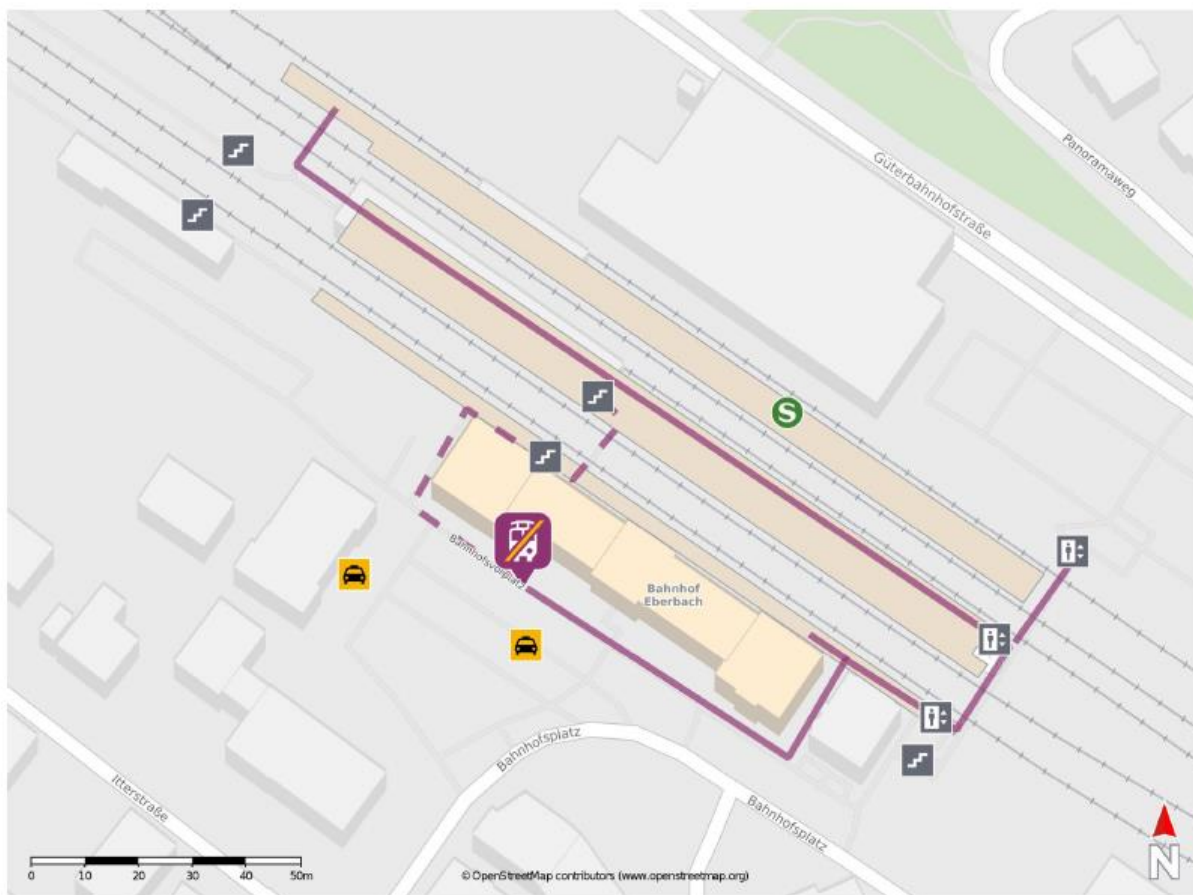 Güterbahnhofstraße
Panoramaweg
S
Bahnhofsvorplatz
Bahnhof
Eberbach
Bahnhofsplatz
Bahnhofsplatz
Itterstraße
0 10 20 30 40 50m
© OpenStreetMap contributors (www.openstreetmap.org)
N